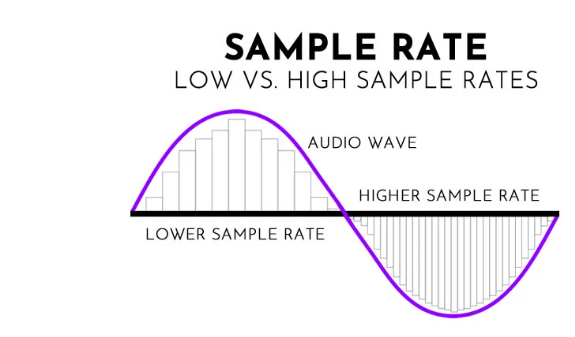 SAMPLE RATE
LOW VS. HIGH SAMPLE RATES
AUDIO WAVE
HIGHER SAMPLE RATE
LOWER SAMPLE RATE